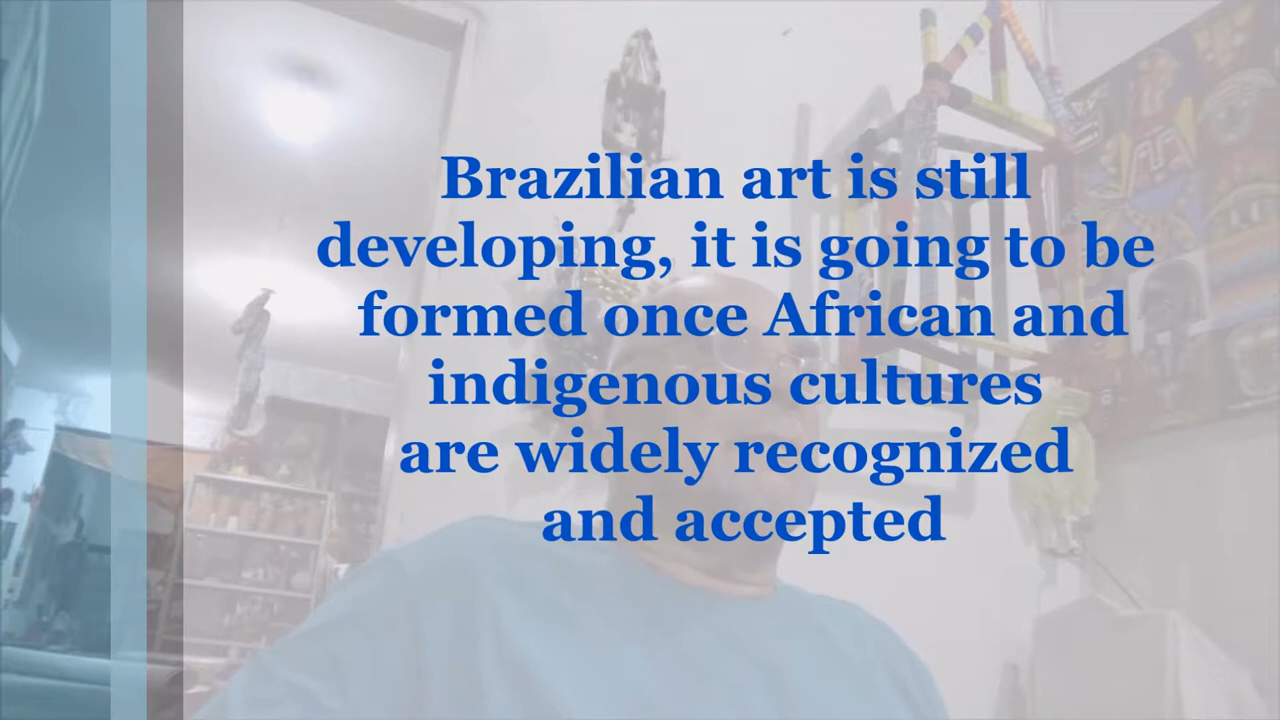 Brazilian art is still
developing, it is going to be
formed once African and
indigenous cultures
are widely recognized
and accepted